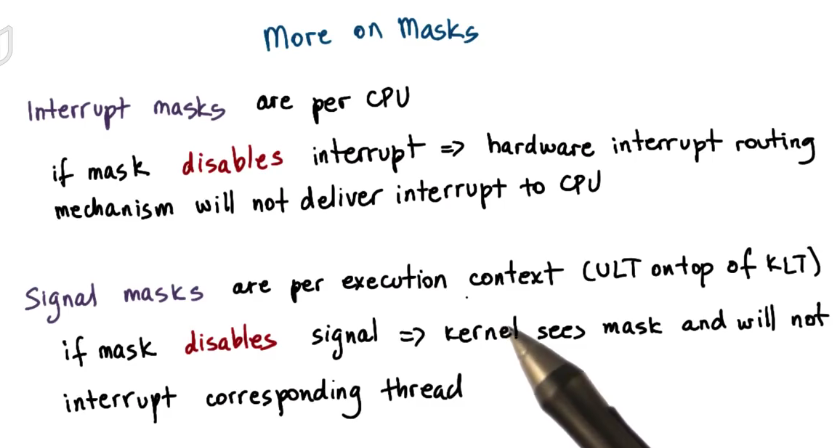 More on Masks
Interrupt masks are per CPU
if mask disables interrupt => hardware interrupt routing
mechanism will not deliver interrupt to CPU
Signal masks are per execution context (ULT on top of KLT)
if mask disables signal => kernel sees mask and will not
interrupt corresponding thread